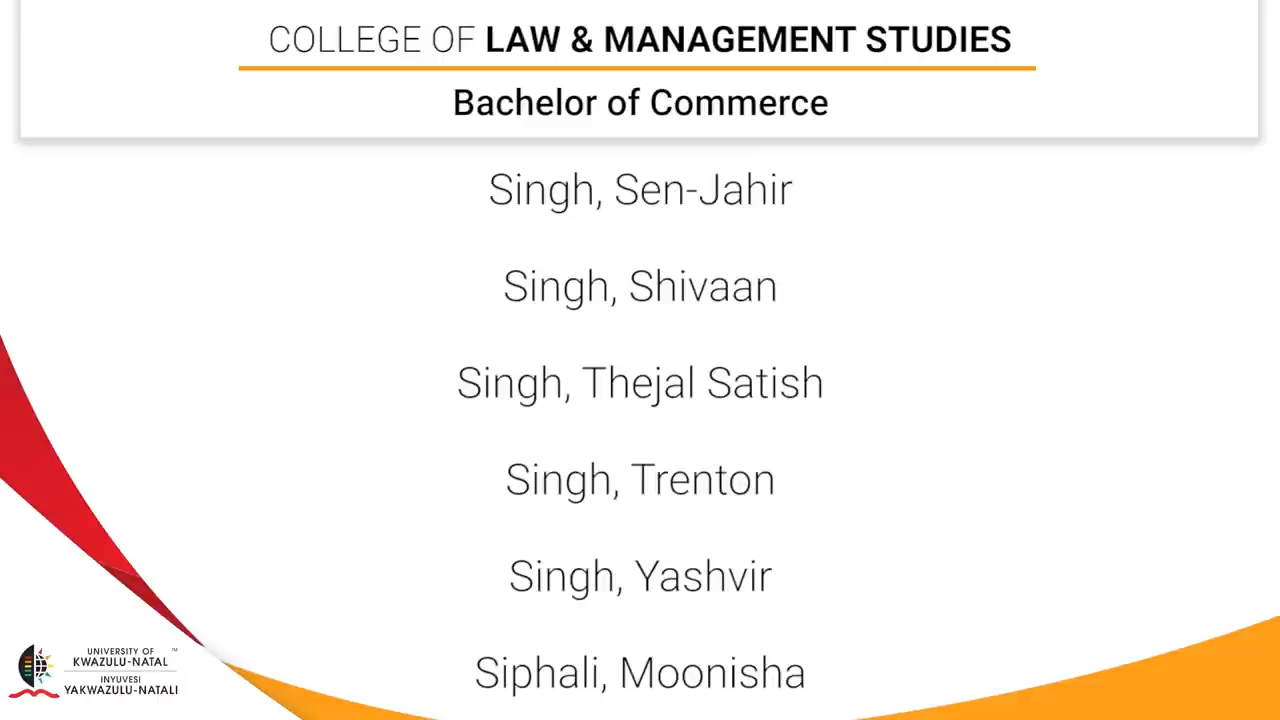 COLLEGE OF LAW & MANAGEMENT STUDIES
Bachelor of Commerce
Singh, Sen-Jahir
Singh, Shivaan
Singh, Thejal Satish
Singh, Trenton
Singh, Yashvir
Siphali, Moonisha
UNIVERSITY OF ™
KWAZULU-NATAL
INYUVESI
YAKWAZULU-NATALI